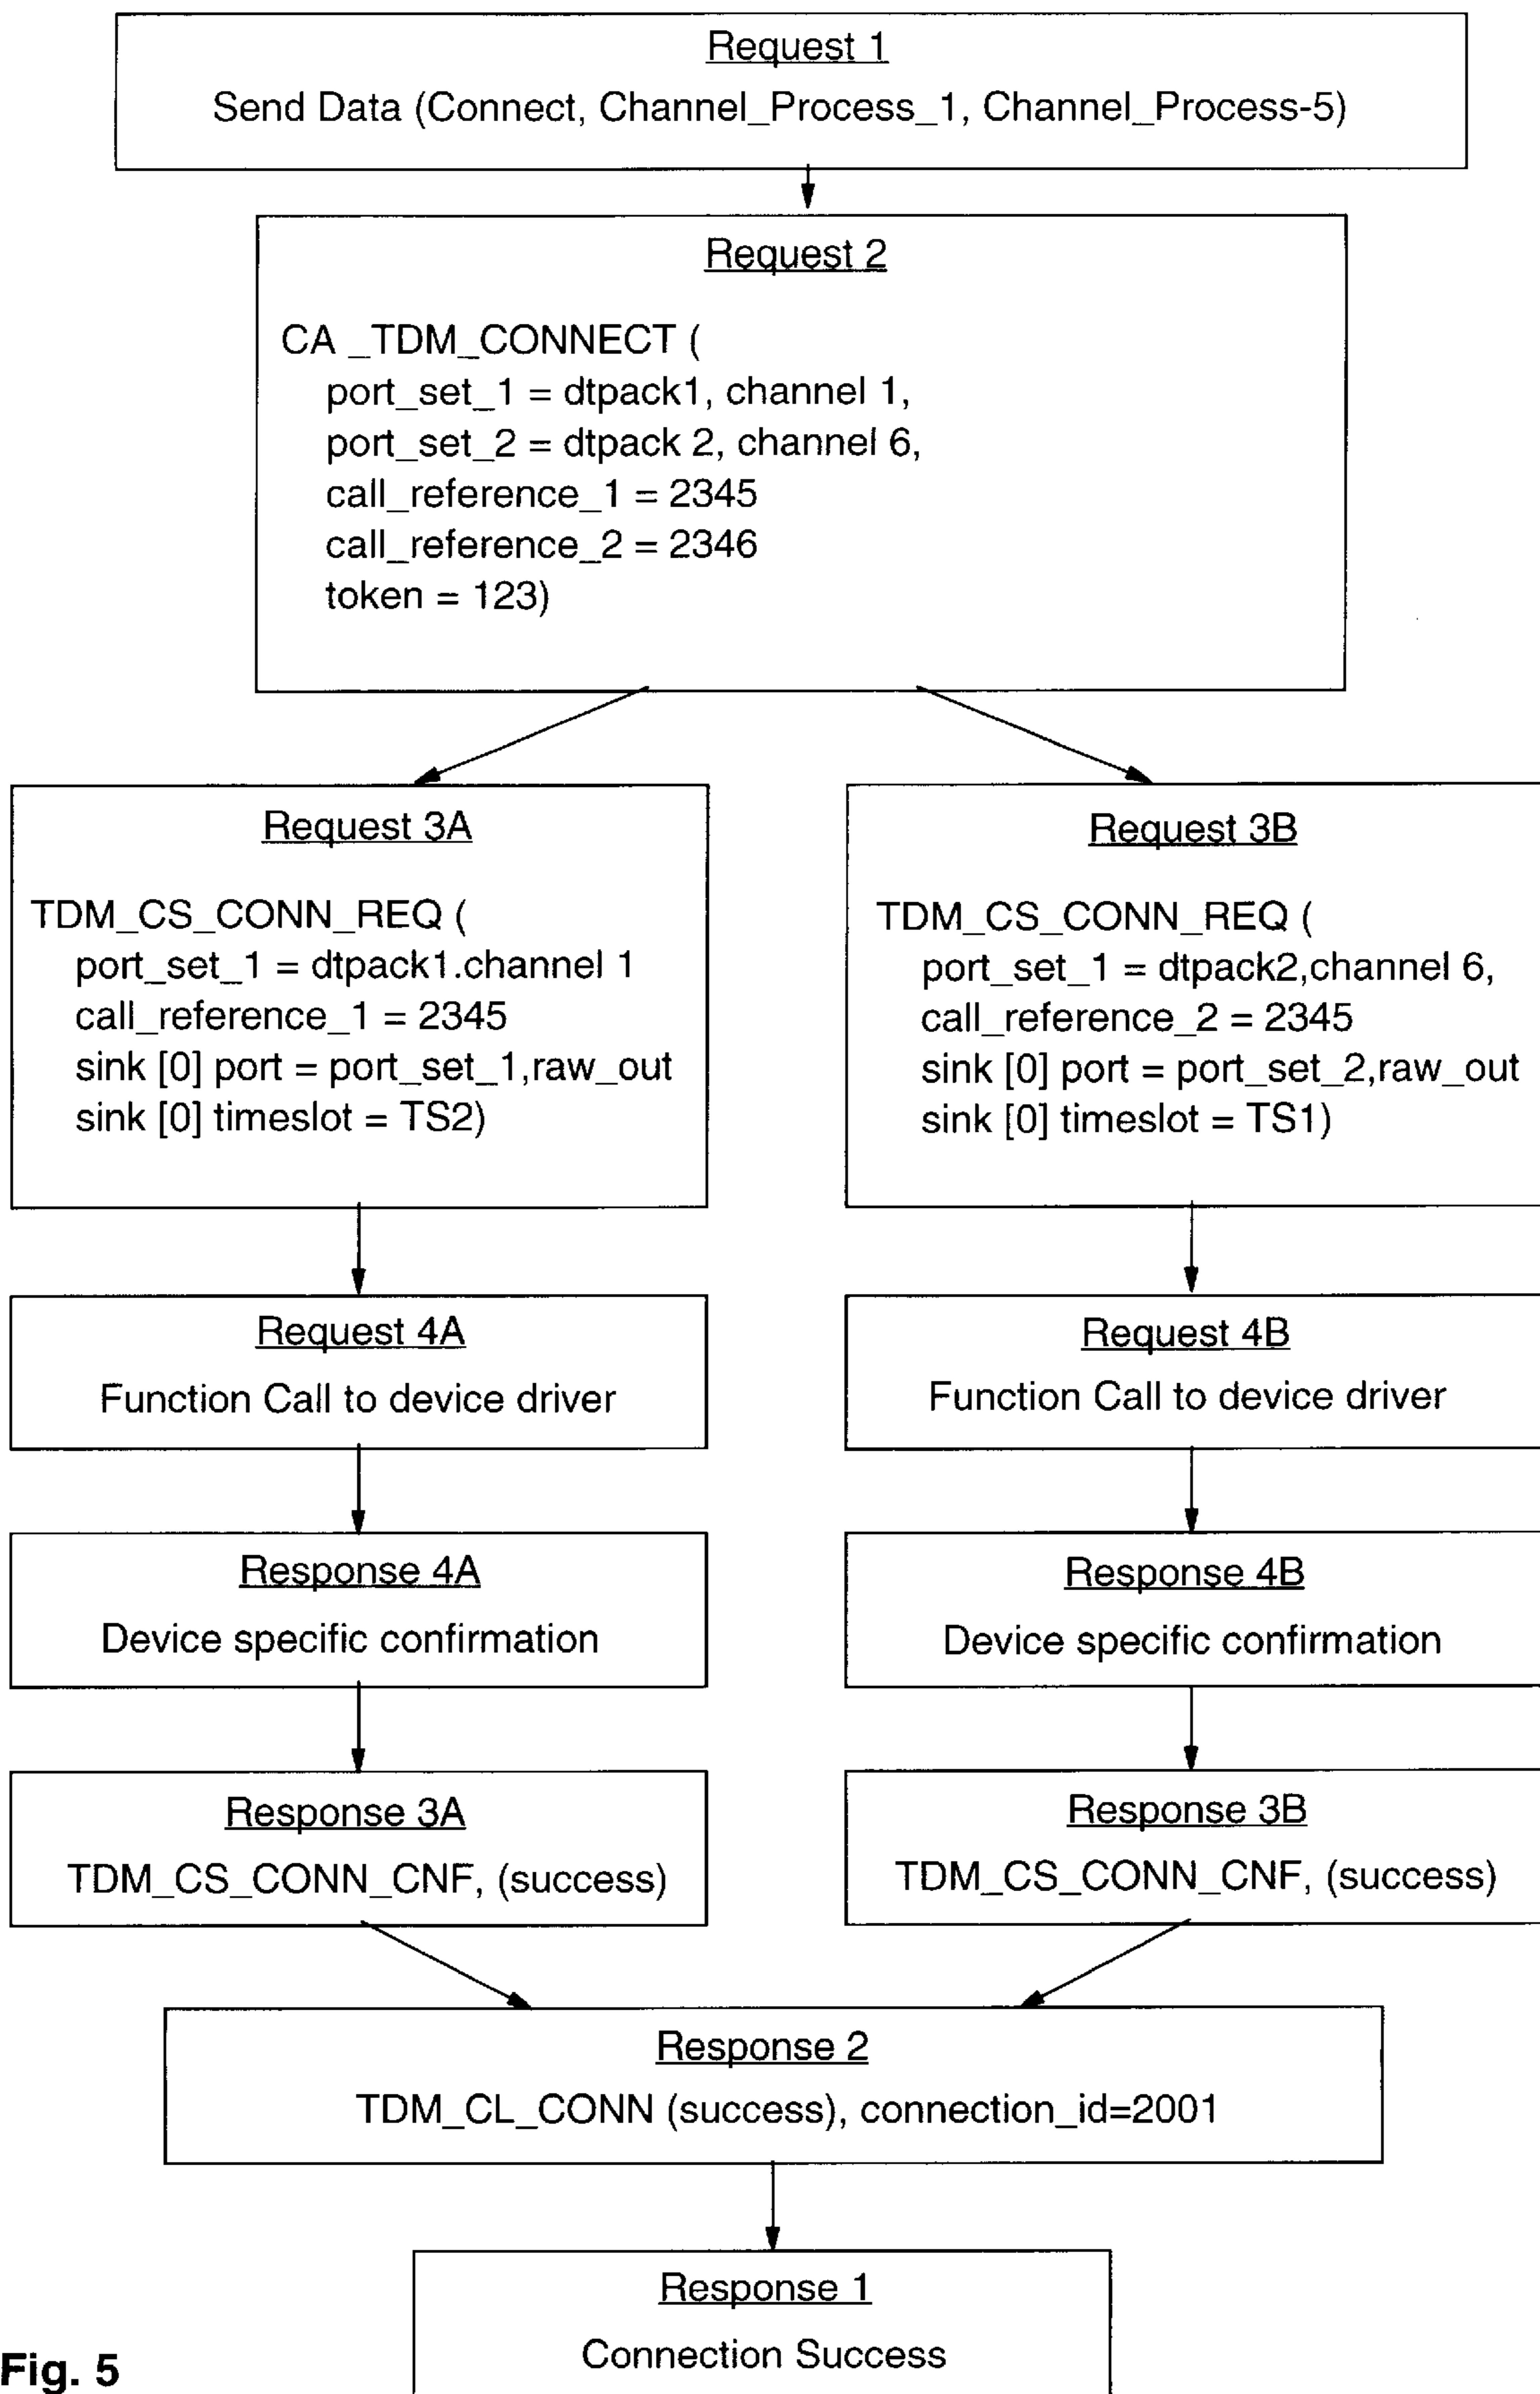 Request 1
Send Data (Connect, Channel_Process_1, Channel_Process-5)
Request 2
CA _TDM_CONNECT (
port_set_1 = dtpack1, channel 1,
port_set_2 = dtpack 2, channel 6,
call_reference_1 = 2345
call_reference_2 = 2346
token = 123)
Request 3A
TDM_CS_CONN_REQ (
port_set_1 = dtpack1.channel 1
call_reference_1 = 2345
sink [0] port = port_set_1,raw_out
sink [0] timeslot = TS2)
Request 3B
TDM_CS_CONN_REQ (
port_set_1 = dtpack2,channel 6,
call_reference_2 = 2345
sink [0] port = port_set_2,raw_out
sink [0] timeslot = TS1)
Request 4A
Function Call to device driver
Request 4B
Function Call to device driver
Response 4A
Device specific confirmation
Response 4B
Device specific confirmation
Response 3A
TDM_CS_CONN_CNF, (success)
Response 3B
TDM_CS_CONN_CNF, (success)
Response 2
TDM_CL_CONN (success), connection_id=2001
Response 1
Connection Success
Fig. 5